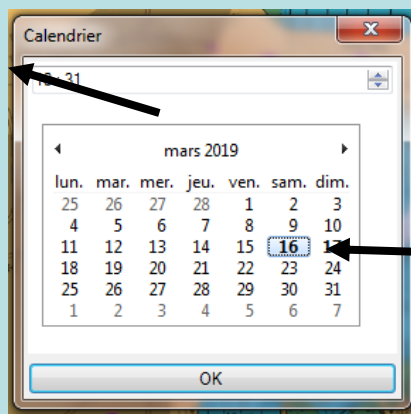 Calendrier
: 31
mars 2019
lun. mar. mer. jeu. ven. sam. dim.
25 26 27 28 1 2 3
4 5 6 7 8 9 10
11 12 13 14 15 16 17
18 19 20 21 22 23 24
25 26 27 28 29 30 31
1 2 3 4 5 6 7
OK